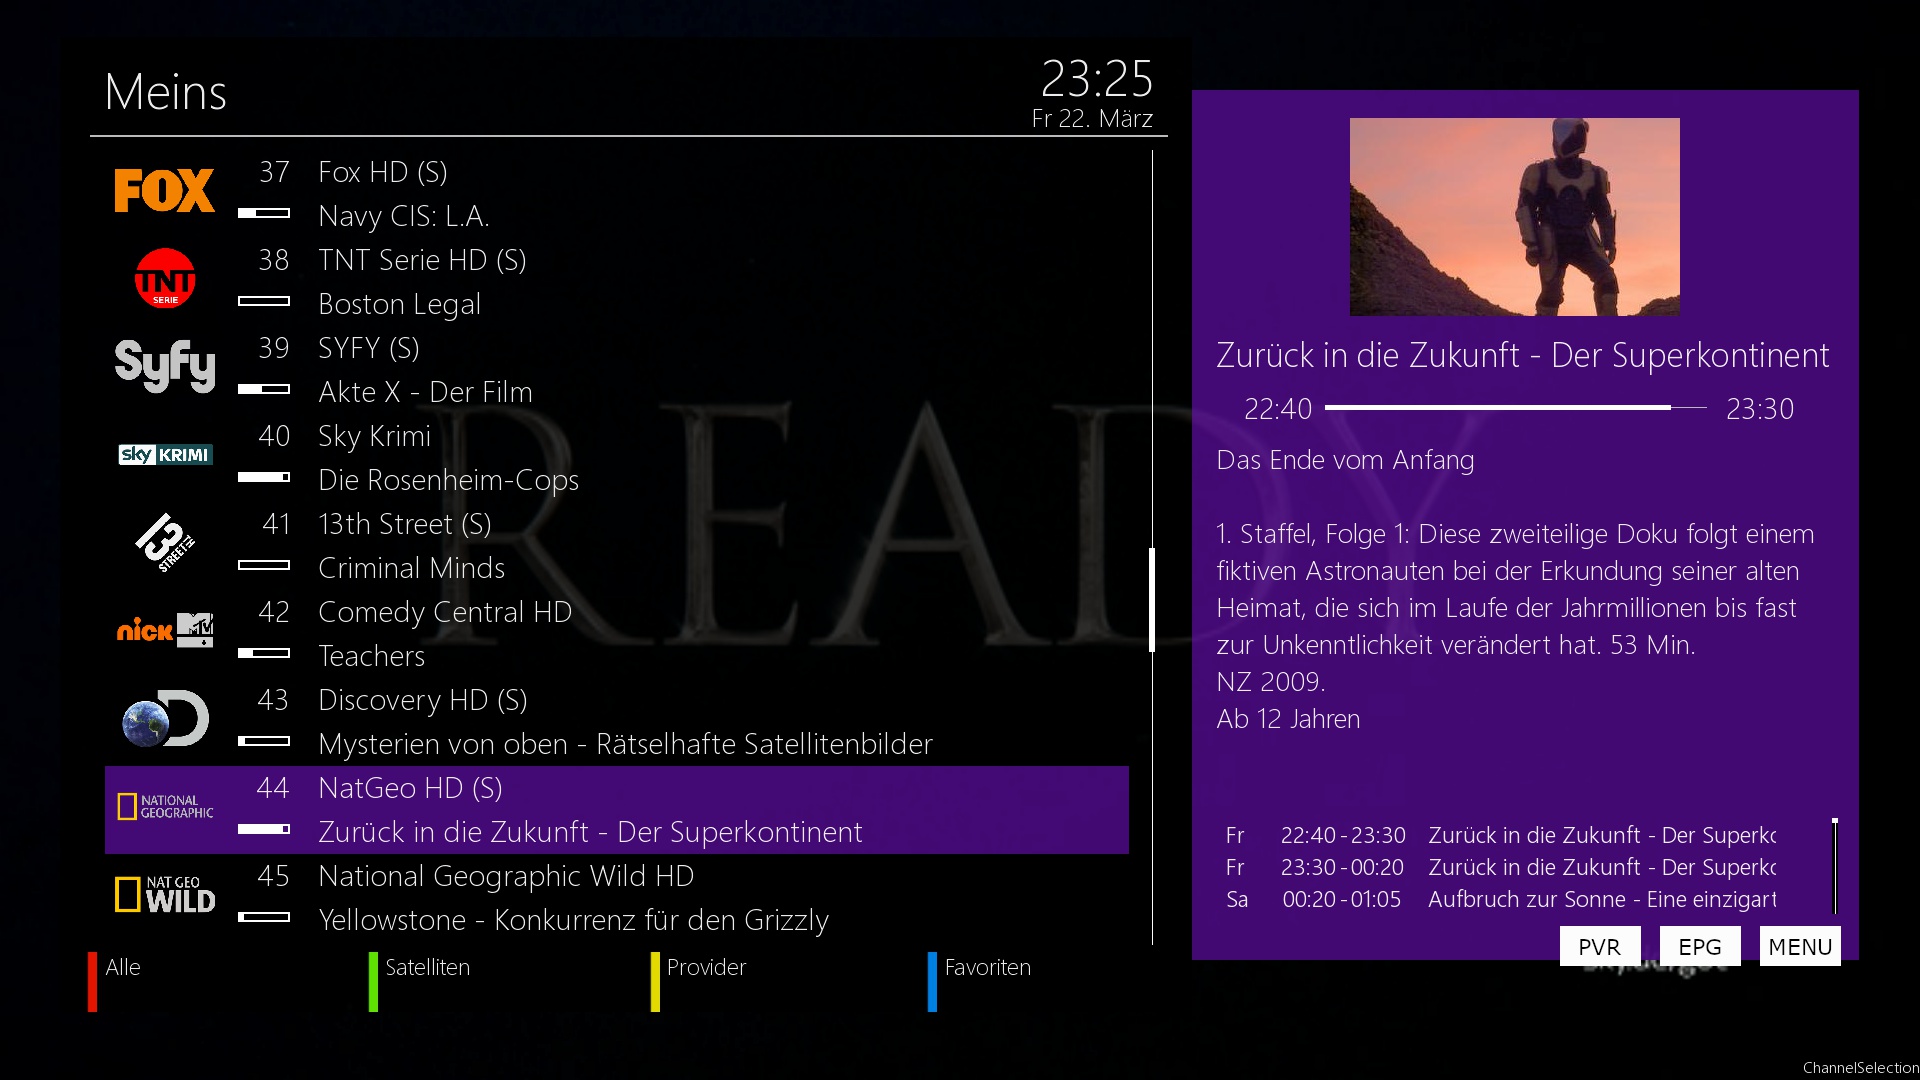 Meins
23:25
Fr 22. März
FOX
37 Fox HD (S)
Navy CIS: L.A.
TNT
SERIE
38 TNT Serie HD (S)
Boston Legal
Syfy
39 SYFY (S)
Akte X - Der Film
sky KRIMI
40 Sky Krimi
Die Rosenheim-Cops
13
STREET
41 13th Street (S)
Criminal Minds
nick MTV
42 Comedy Central HD
Teachers
D
43 Discovery HD (S)
Mysterien von oben - Rätselhafte Satellitenbilder
NATIONAL
GEOGRAPHIC
44 NatGeo HD (S)
Zurück in die Zukunft - Der Superkontinent
NAT GEO
WILD
45 National Geographic Wild HD
Yellowstone - Konkurrenz für den Grizzly
READY
Alle
Satelliten
Provider
Favoriten
Zurück in die Zukunft - Der Superkontinent
22:40 23:30
Das Ende vom Anfang
1. Staffel, Folge 1: Diese zweiteilige Doku folgt einem
fiktiven Astronauten bei der Erkundung seiner alten
Heimat, die sich im Laufe der Jahrmillionen bis fast
zur Unkenntlichkeit verändert hat. 53 Min.
NZ 2009.
Ab 12 Jahren
Fr 22:40-23:30 Zurück in die Zukunft - Der Superko
Fr 23:30-00:20 Zurück in die Zukunft - Der Superko
Sa 00:20-01:05 Aufbruch zur Sonne - Eine einzigart
PVR EPG MENU
ChannelSelection